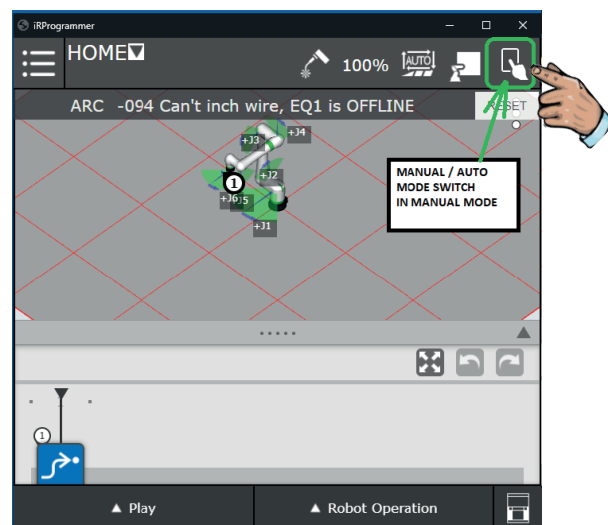 iRProgrammer
HOME
100%
AUTO
ARC -094 Can't inch wire, EQ1 is OFFLINE
RESET
+J4
+J3
+J2
1
+J6
J5
+J1
MANUAL / AUTO
MODE SWITCH
IN MANUAL MODE
1
Play
Robot Operation